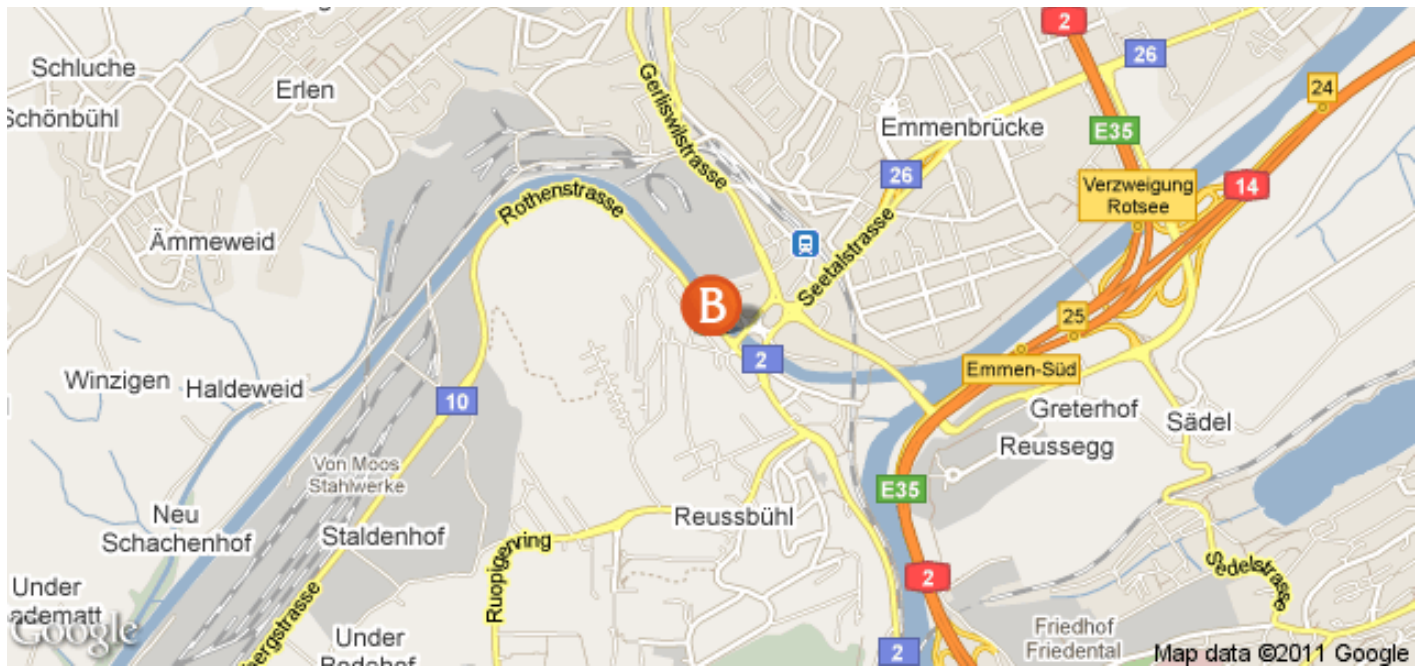 2
24
26
Schluche
Erlen
Schönbühl
Gerliswilstrasse
Emmenbrücke
E35
26
Verzweigung
Rotsee
14
Rothenstrasse
Ämmeweid
Seetalstrasse
B
25
2
Emmen-Süd
Winzigen
Haldeweid
10
Greterhof
Sädel
Reussegg
Von Moos
Stahlwerke
E35
Neu
Schachenhof
Staldenhof
Reussbühl
Ruopigenring
Sedelstrasse
2
Under
Google
Under
Friedhof
Friedental
2
Map data ©2011 Google